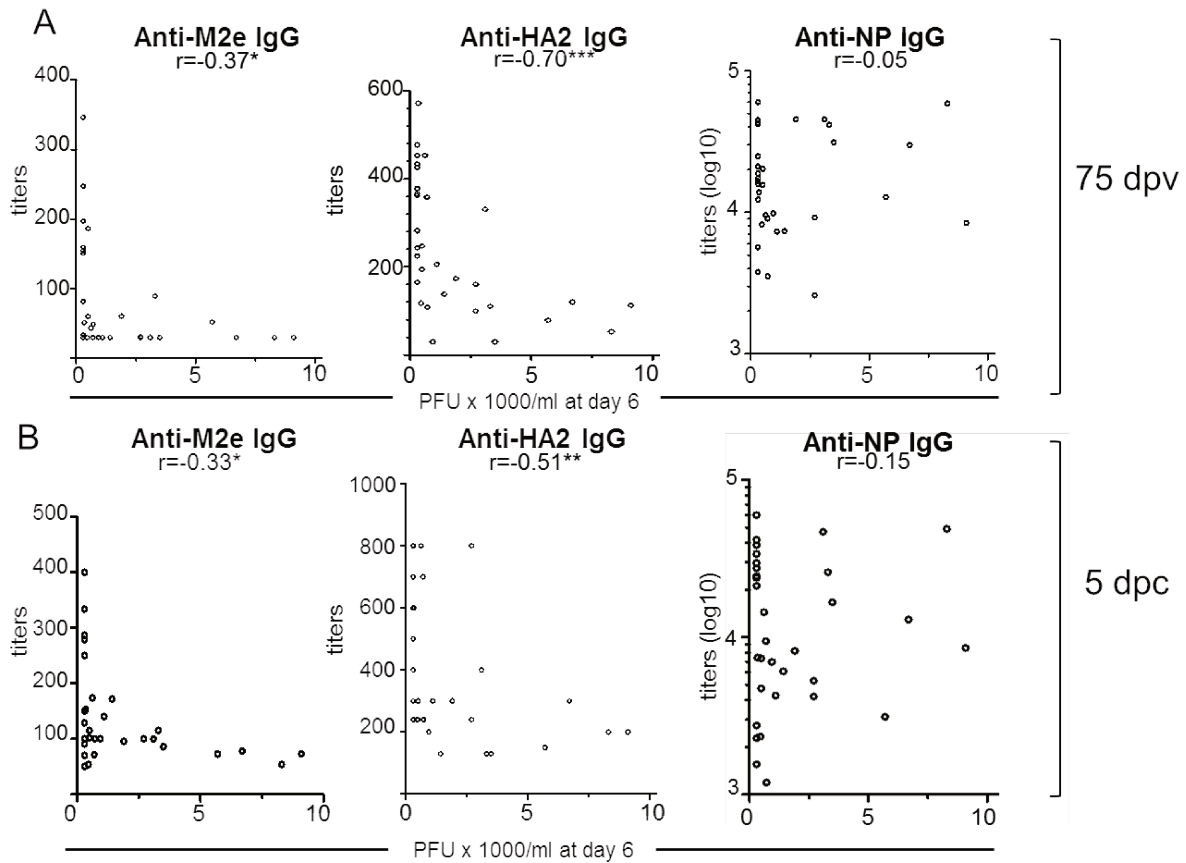 A
Anti-M2e IgG
r=-0.37*
Anti-HA2 IgG
r=-0.70***
Anti-NP IgG
r=-0.05
400
300
200
100
titers
0
5
10
600
400
200
titers
0
5
10
5
4
3
titers (log10)
0
5
10
75 dpv
PFU x 1000/ml at day 6
B
Anti-M2e IgG
r=-0.33*
Anti-HA2 IgG
r=-0.51**
Anti-NP IgG
r=-0.15
500
400
300
200
100
titers
0
5
10
1000
800
600
400
200
titers
0
5
10
5
4
3
titers (log10)
0
5
10
5 dpc
PFU x 1000/ml at day 6